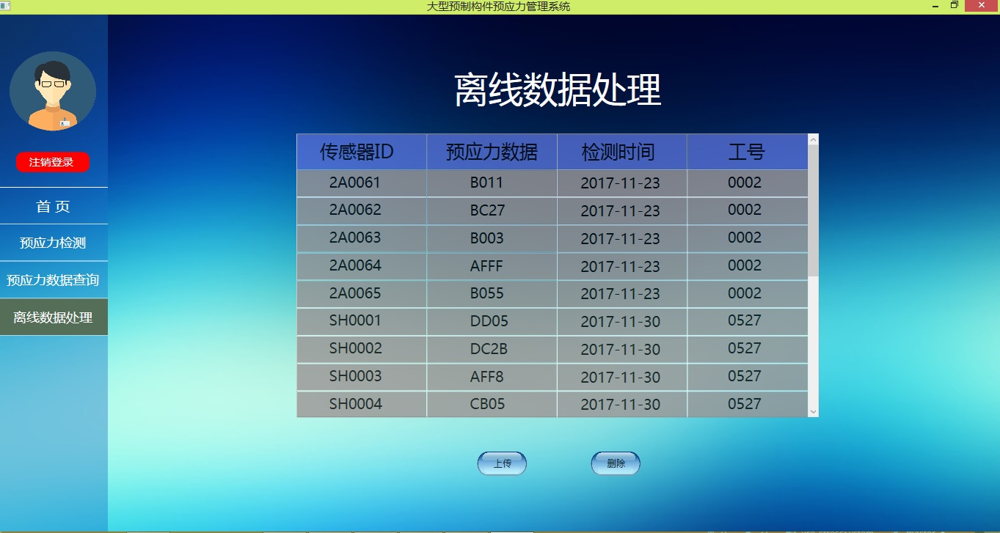 大型预制构件预应力管理系统
注销登录
首 页
预应力检测
预应力数据查询
离线数据处理
离线数据处理
传感器ID 预应力数据 检测时间 工号
2A0061 B011 2017-11-23 0002
2A0062 BC27 2017-11-23 0002
2A0063 B003 2017-11-23 0002
2A0064 AFFF 2017-11-23 0002
2A0065 B055 2017-11-23 0002
SH0001 DD05 2017-11-30 0527
SH0002 DC2B 2017-11-30 0527
SH0003 AFF8 2017-11-30 0527
SH0004 CB05 2017-11-30 0527
上传 删除